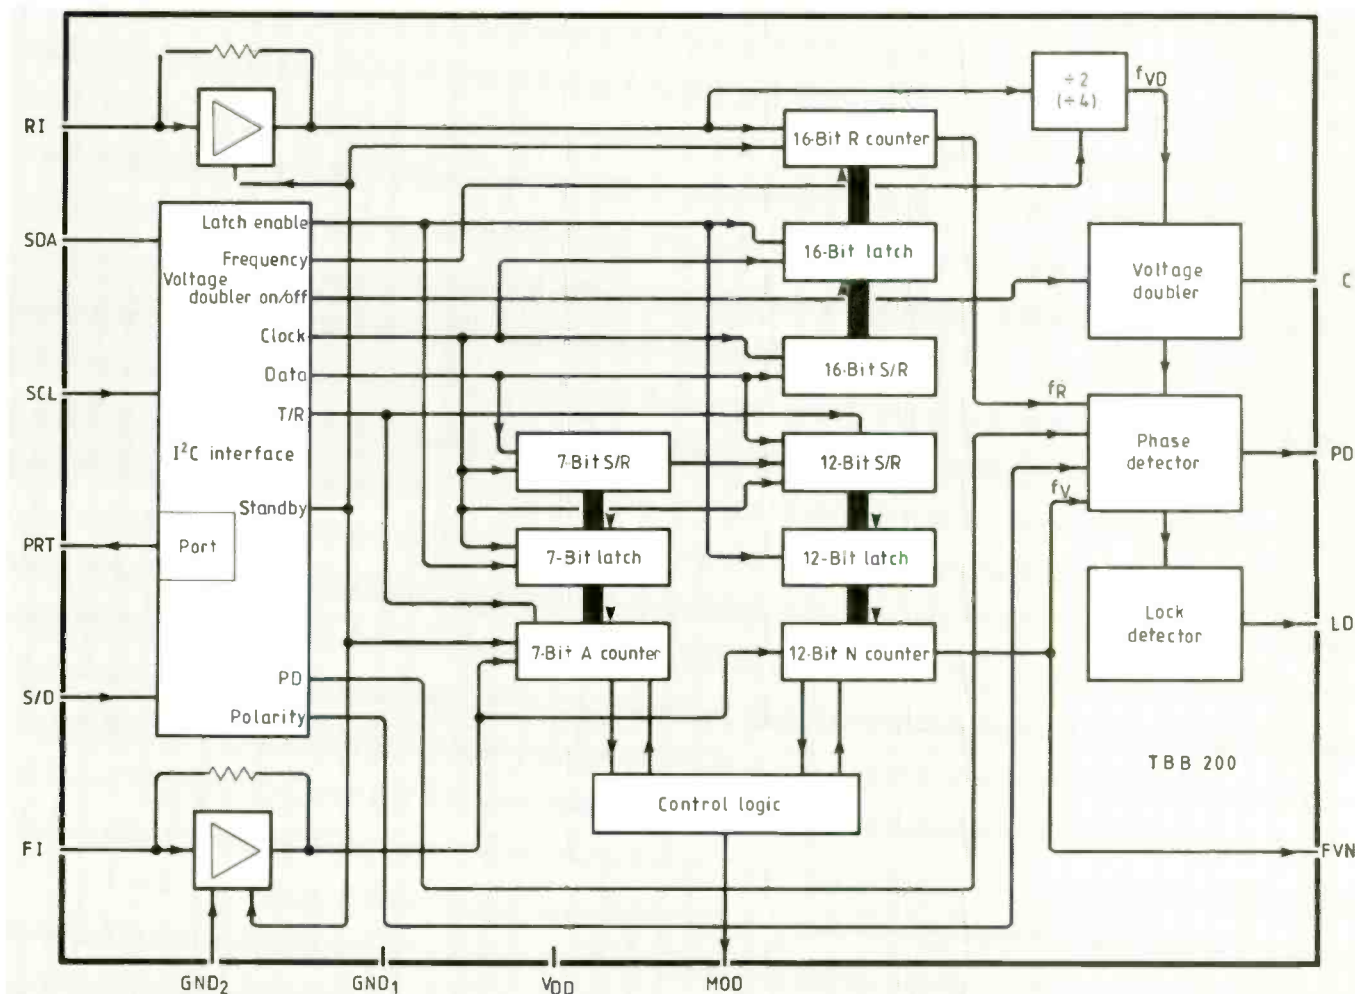 ÷2
(÷4)
fVD
RI
16-Bit R counter
SDA
Latch enable
Frequency
Voltage
doubler on/off
16-Bit latch
Voltage
doubler
C
Clock
Data
16-Bit S/R
SCL
T/R
fR
I²C interface
7-Bit S/R
12-Bit S/R
Phase
detector
PD
fV
Standby
PRT
Port
7-Bit latch
12-Bit latch
Lock
detector
LD
7-Bit A counter
12-Bit N counter
S/D
PD
Polarity
TBB 200
Control logic
FI
FVN
GND₂
GND₁
VDD
MOD